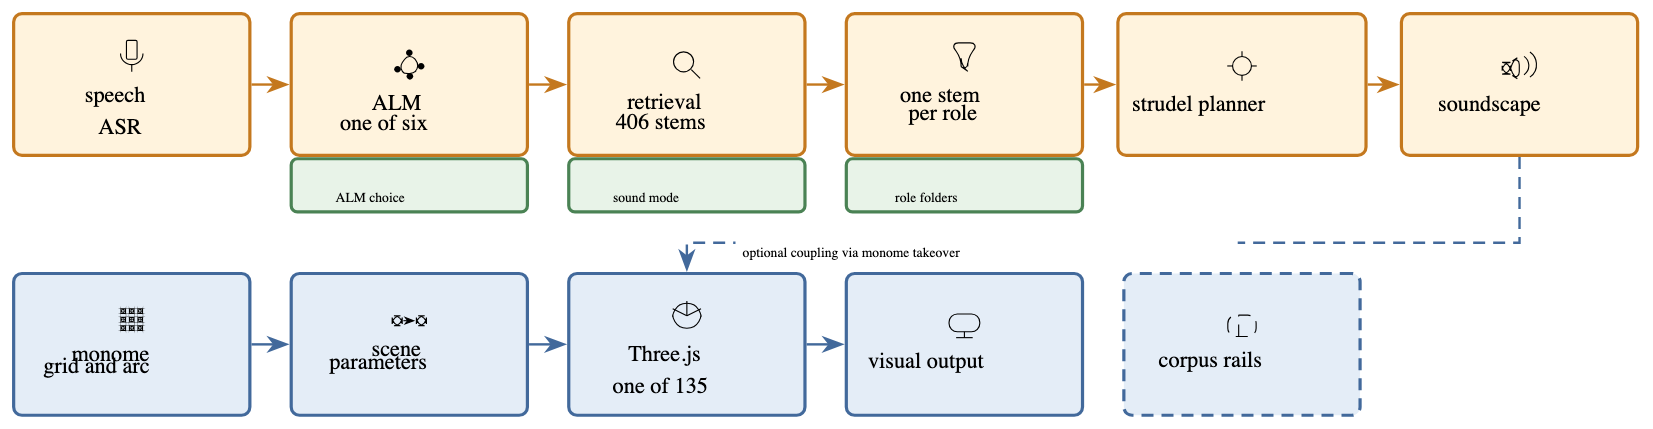 speech
ASR
ALM
one of six
retrieval
406 stems
one stem
per role
strudel planner
soundscape
ALM choice
sound mode
role folders
optional coupling via monome takeover
monome
grid and arc
scene
parameters
Three.js
one of 135
visual output
corpus rails